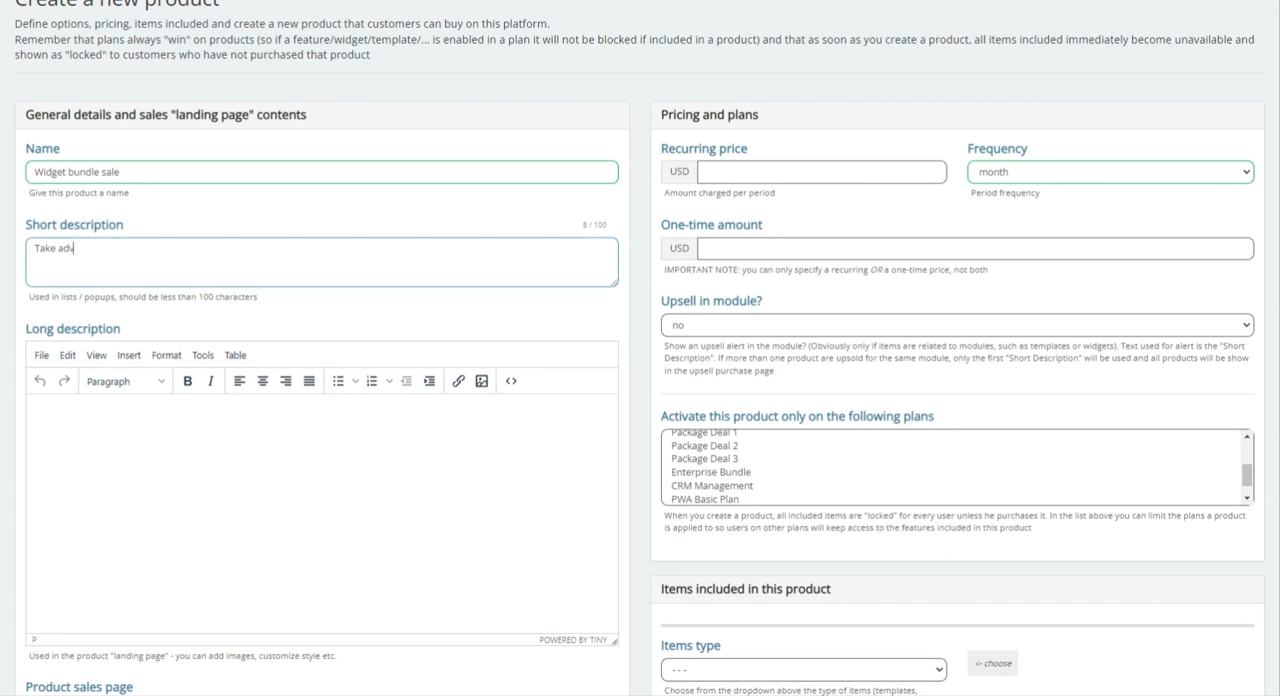 Create a new product
Define options, pricing, items included and create a new product that customers can buy on this platform.
Remember that plans always "win" on products (so if a feature/widget/template/... is enabled in a plan it will not be blocked if included in a product) and that as soon as you create a product, all items included immediately become unavailable and
shown as "locked" to customers who have not purchased that product
General details and sales "landing page" contents
Name
Widget bundle sale
Give this product a name
Short description
8 / 100
Take adv
Used in lists / popups, should be less than 100 characters
Long description
File Edit View Insert Format Tools Table
Paragraph B I
P
POWERED BY TINY
Used in the product "landing page" - you can add images, customize style etc.
Product sales page
Pricing and plans
Recurring price
USD
Amount charged per period
Frequency
month
Period frequency
One-time amount
USD
IMPORTANT NOTE: you can only specify a recurring OR a one-time price, not both
Upsell in module?
no
Show an upsell alert in the module? (Obviously only if items are related to modules, such as templates or widgets). Text used for alert is the "Short
Description". If more than one product are upsold for the same module, only the first "Short Description" will be used and all products will be show
in the upsell purchase page
Activate this product only on the following plans
Package Deal 1
Package Deal 2
Package Deal 3
Enterprise Bundle
CRM Management
PWA Basic Plan
When you create a product, all included items are "locked" for every user unless he purchases it. In the list above you can limit the plans a product
is applied to so users on other plans will keep access to the features included in this product
Items included in this product
Items type
- - -
<- choose
Choose from the dropdown above the type of items (templates,